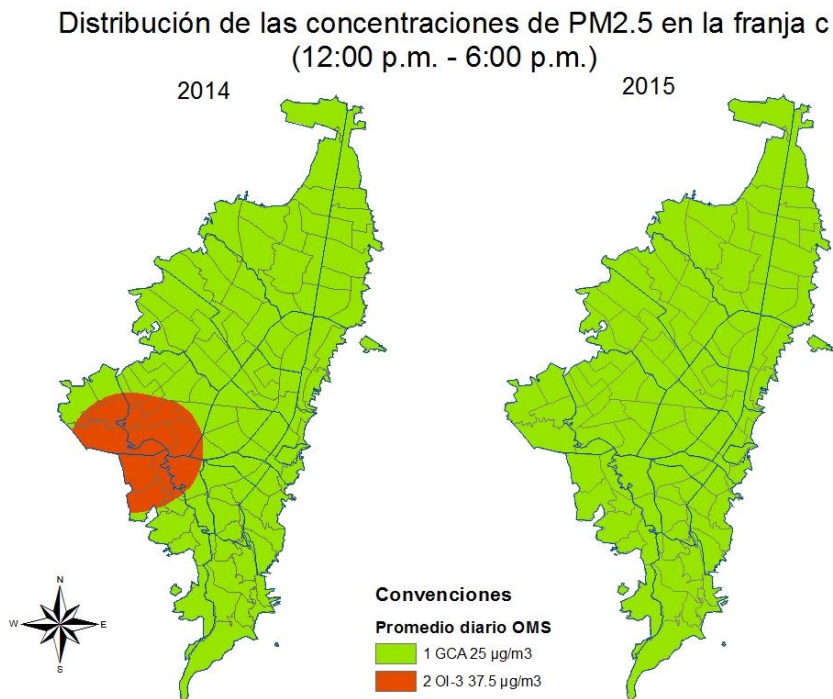 Distribución de las concentraciones de PM2.5 en la franja c
(12:00 p.m. - 6:00 p.m.)
2014
2015
N
W
E
S
Convenciones
Promedio diario OMS
1 GCA 25 µg/m3
2 OI-3 37.5 µg/m3